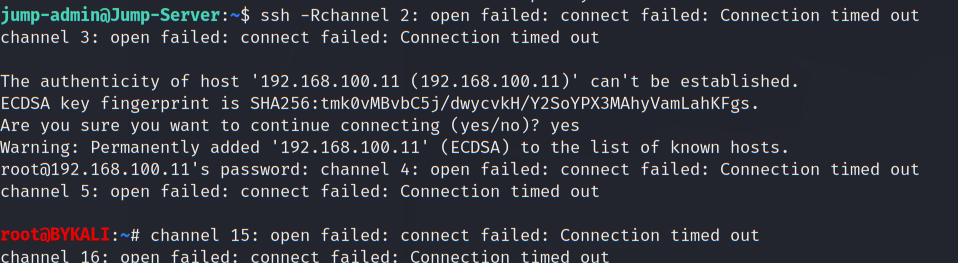 jump-admin@Jump-Server:~$ ssh -Rchannel 2: open failed: connect failed: Connection timed out
channel 3: open failed: connect failed: Connection timed out
The authenticity of host '192.168.100.11 (192.168.100.11)' can't be established.
ECDSA key fingerprint is SHA256:tmk0vMBvbC5j/dwycvkH/Y2SoYPX3MAhyVamLahKFgs.
Are you sure you want to continue connecting (yes/no)? yes
Warning: Permanently added '192.168.100.11' (ECDSA) to the list of known hosts.
root@192.168.100.11's password: channel 4: open failed: connect failed: Connection timed out
channel 5: open failed: connect failed: Connection timed out
root@BYKALI:~# channel 15: open failed: connect failed: Connection timed out
channel 16: open failed: connect failed: Connection timed out